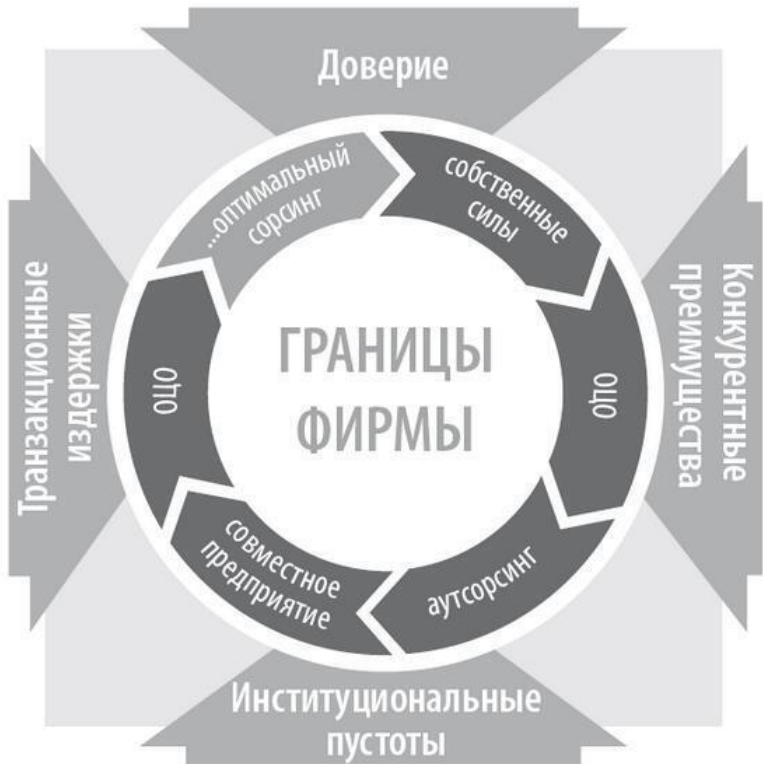 Доверие
...оптимальный
сорсинг
собственные
силы
Транзакционные
издержки
ОЦО
ГРАНИЦЫ
ФИРМЫ
ОЦО
Конкурентные
преимущества
совместное
предприятие
аутсорсинг
Институциональные
пустоты